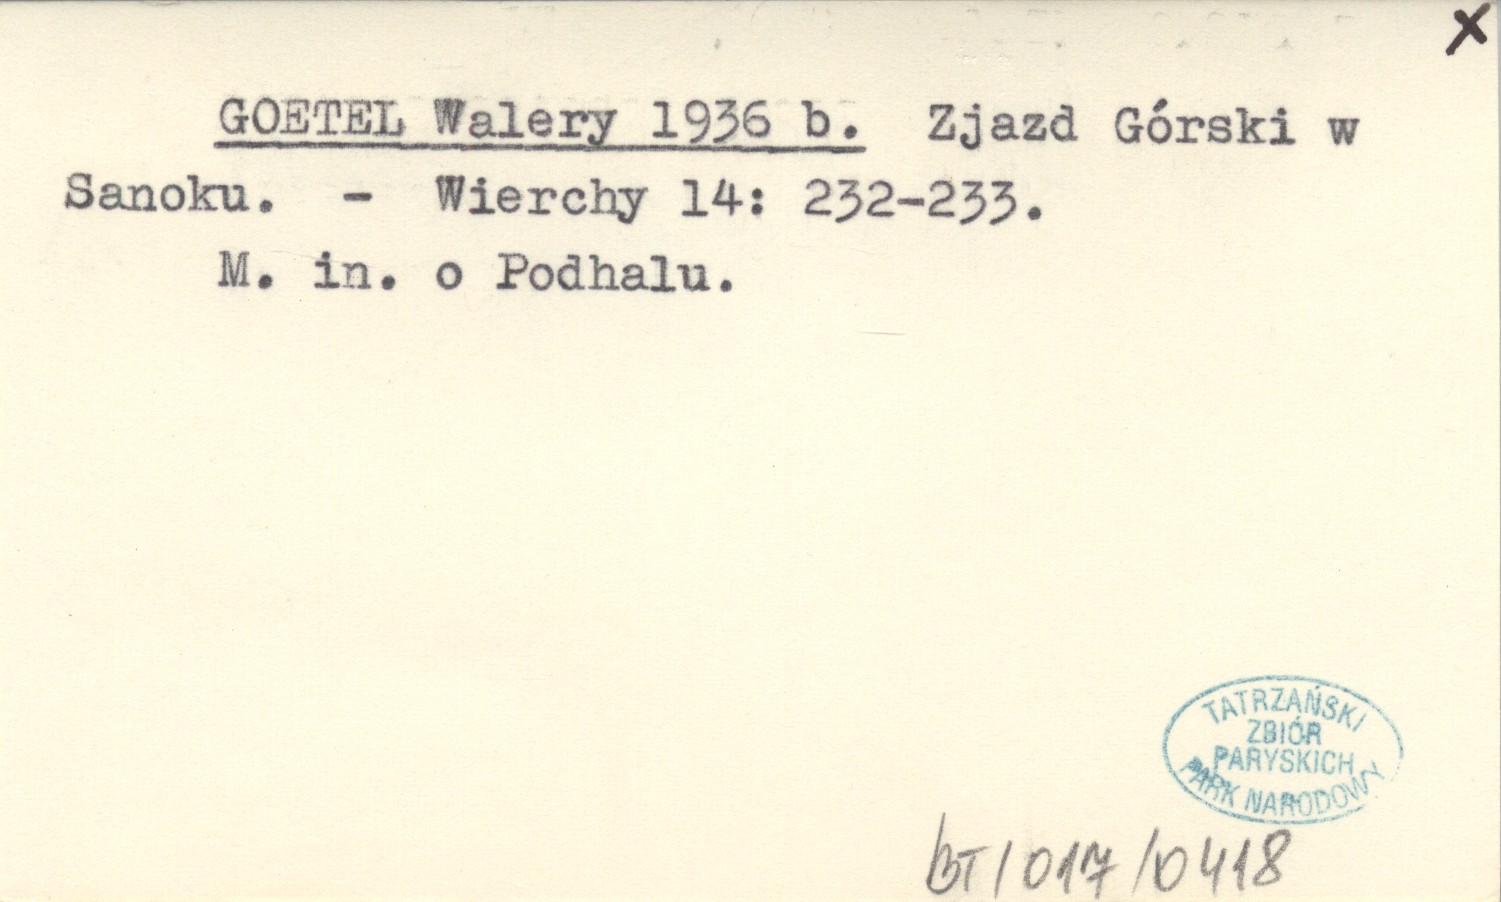 X
GOETEL Walery 1936 b. Zjazd Górski w
Sanoku. - Wierchy 14: 232-233.
M. in. o Podhalu.
TATRZAŃSKI
ZBIÓR
PARYSKICH
PARK NARODOWY
BT/017/0418